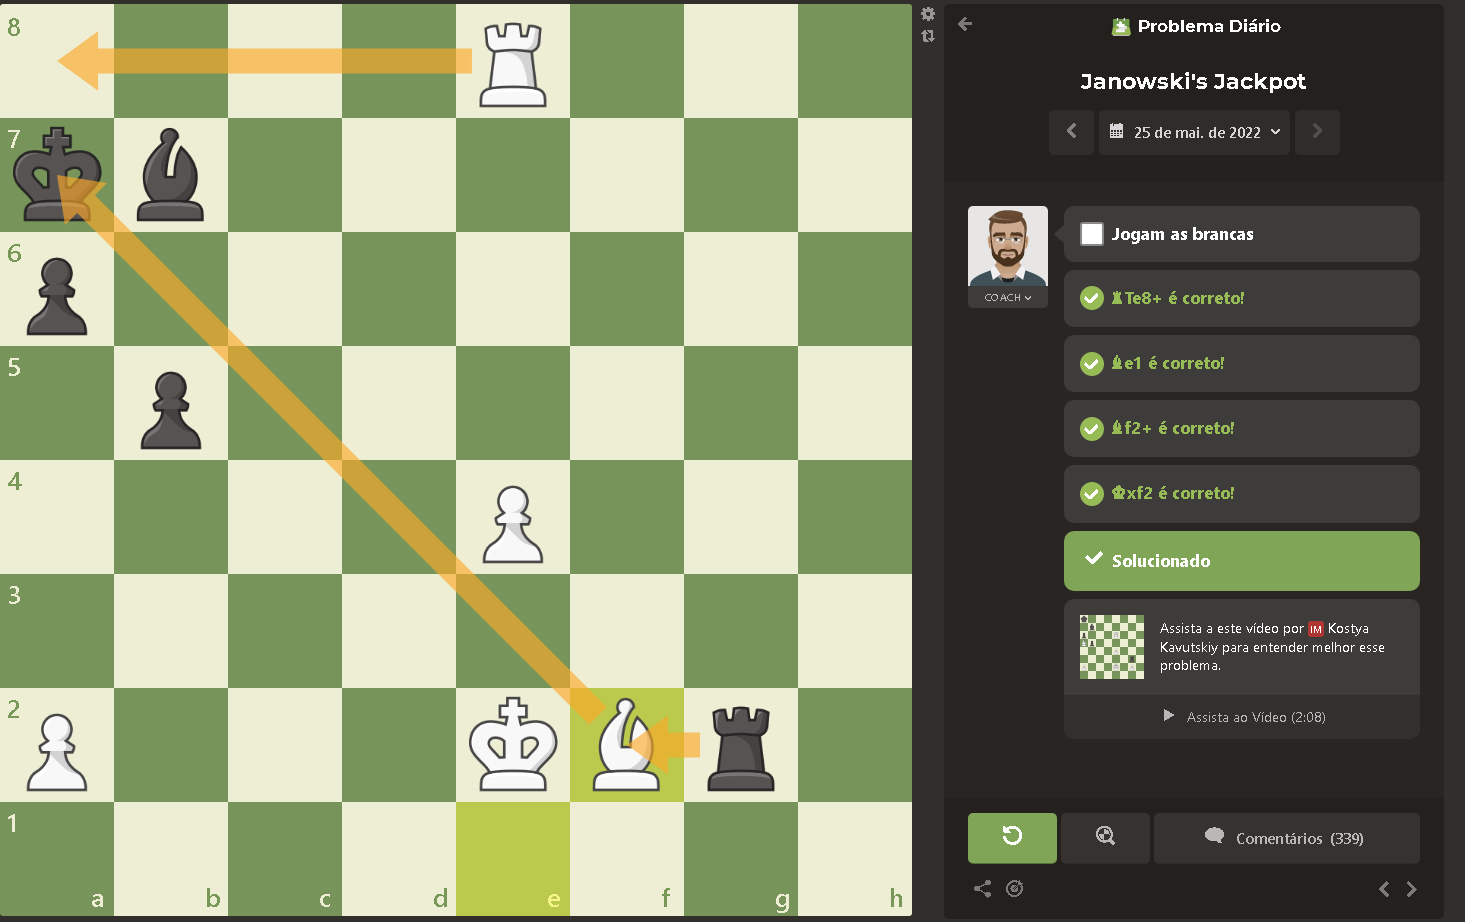 8
7
6
5
4
3
2
1
a b c d e f g h
Problema Diário
Janowski's Jackpot
25 de mai. de 2022
Jogam as brancas
COACH
♜Te8+ é correto!
♝e1 é correto!
♝f2+ é correto!
♚xf2 é correto!
Solucionado
Assista a este vídeo por IM Kostya
Kavutskiy para entender melhor esse
problema.
Assista ao Vídeo (2:08)
Comentários (339)